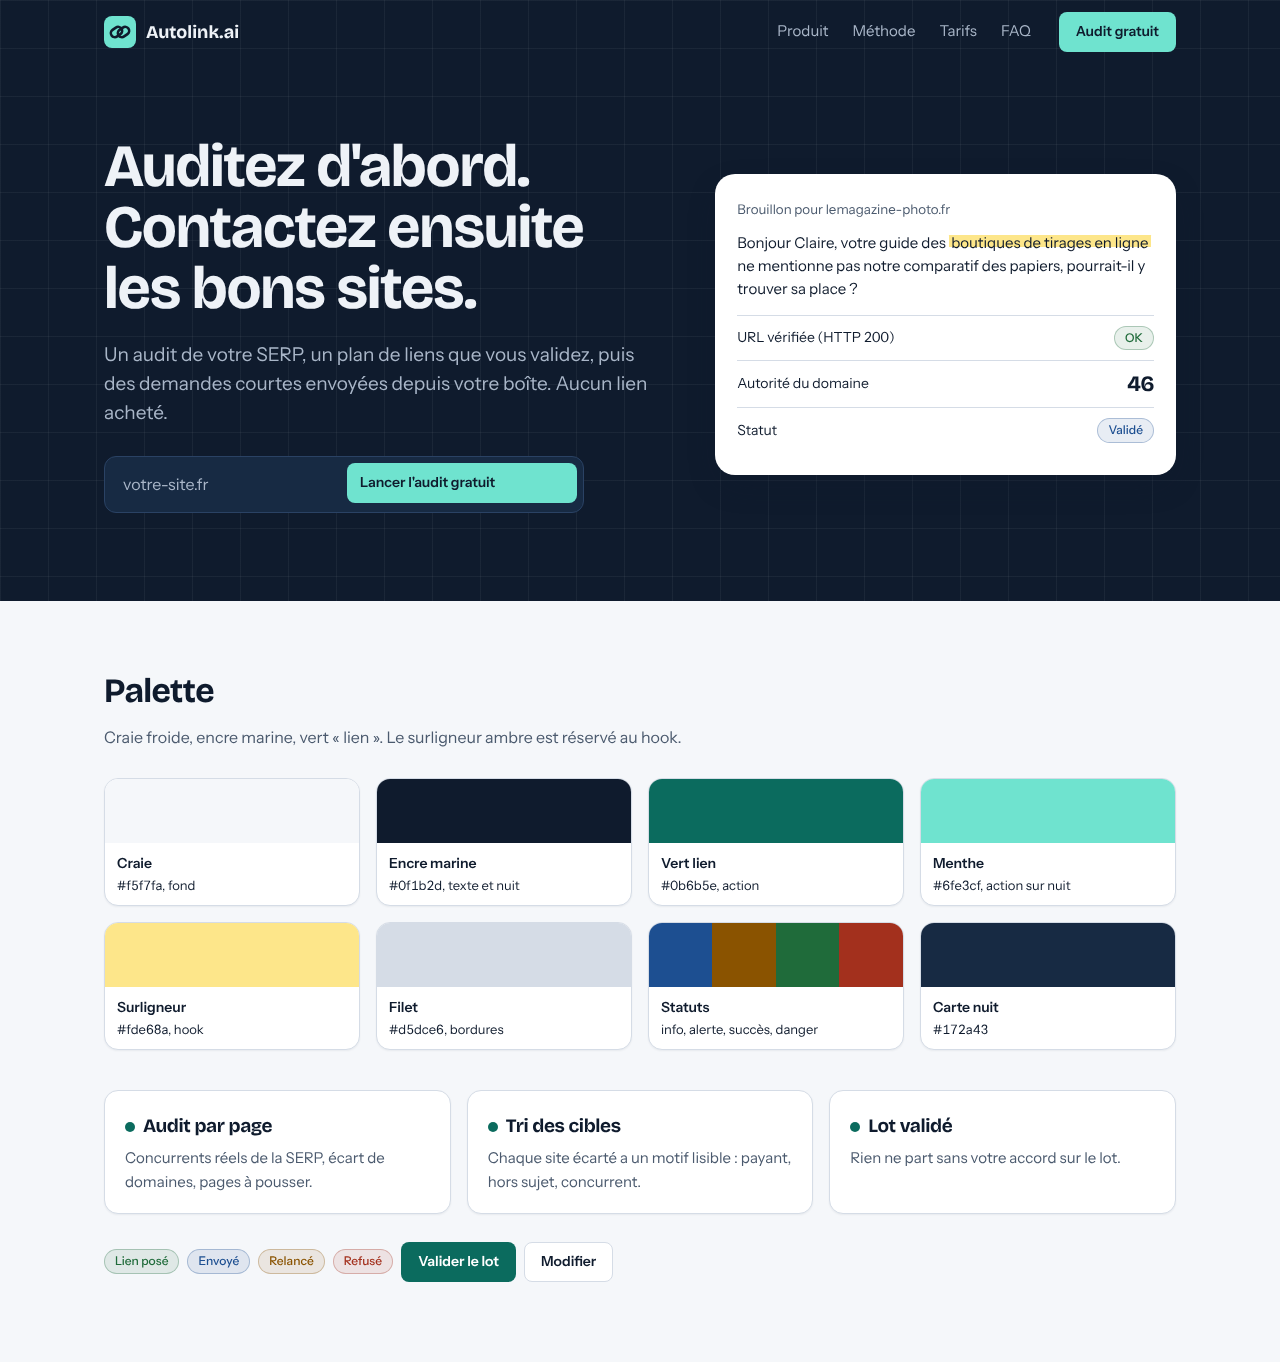 Autolink.ai
Produit
Méthode
Tarifs
FAQ
Audit gratuit
Auditez d'abord.
Contactez ensuite
les bons sites.
Un audit de votre SERP, un plan de liens que vous validez, puis
des demandes courtes envoyées depuis votre boîte. Aucun lien
acheté.
votre-site.fr
Lancer l'audit gratuit
Brouillon pour lemagazine-photo.fr
Bonjour Claire, votre guide des boutiques de tirages en ligne
ne mentionne pas notre comparatif des papiers, pourrait-il y
trouver sa place ?
URL vérifiée (HTTP 200)
OK
Autorité du domaine
46
Statut
Validé
Palette
Craie froide, encre marine, vert « lien ». Le surligneur ambre est réservé au hook.
Craie
#f5f7fa, fond
Encre marine
#0f1b2d, texte et nuit
Vert lien
#0b6b5e, action
Menthe
#6fe3cf, action sur nuit
Surligneur
#fde68a, hook
Filet
#d5dce6, bordures
Statuts
info, alerte, succès, danger
Carte nuit
#172a43
Audit par page
Concurrents réels de la SERP, écart de
domaines, pages à pousser.
Tri des cibles
Chaque site écarté a un motif lisible : payant,
hors sujet, concurrent.
Lot validé
Rien ne part sans votre accord sur le lot.
Lien posé
Envoyé
Relancé
Refusé
Valider le lot
Modifier